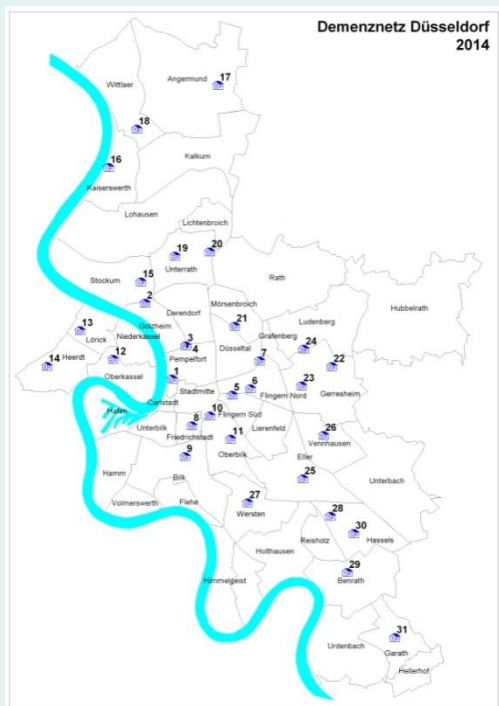 Demenznetz Düsseldorf
2014
17
Angermund
Wittlaer
18
Kalkum
16
Kaiserswerth
Lohausen
Lichtenbroich
20
19
Unterrath
Rath
15
Stockum
2
Hubbelrath
Mörsenbroich
Derendorf
Golzheim
21
Ludenberg
13
Lörick
Niederkassel
3
4
Düsseltal
Grafenberg
24
12
Heerdt
14
Pempelfort
7
22
Oberkassel
1
Stadtmitte
5
6
23
Gerresheim
Flingern Nord
Carlstadt
Hafen
10
Flingern Süd
8
Unterbilk
Friedrichstadt
11
Lierenfeld
26
Vennhausen
Oberbilk
9
Eller
Hamm
Bilk
25
Unterbach
Volmerswerth
Flehe
27
Wersten
28
30
Reisholz
Hassels
Holthausen
29
Himmelgeist
Benrath
31
Urdenbach
Garath
Hellerhof